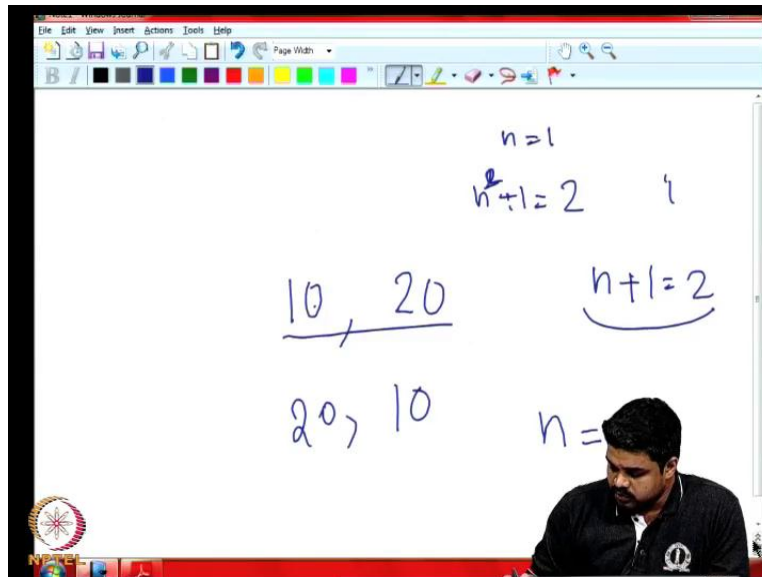 File Edit View Insert Actions Tools Help
Page Width
B I
n = 1
n²+1 = 2
10, 20
n+1=2
20, 10
n =
NPTEL